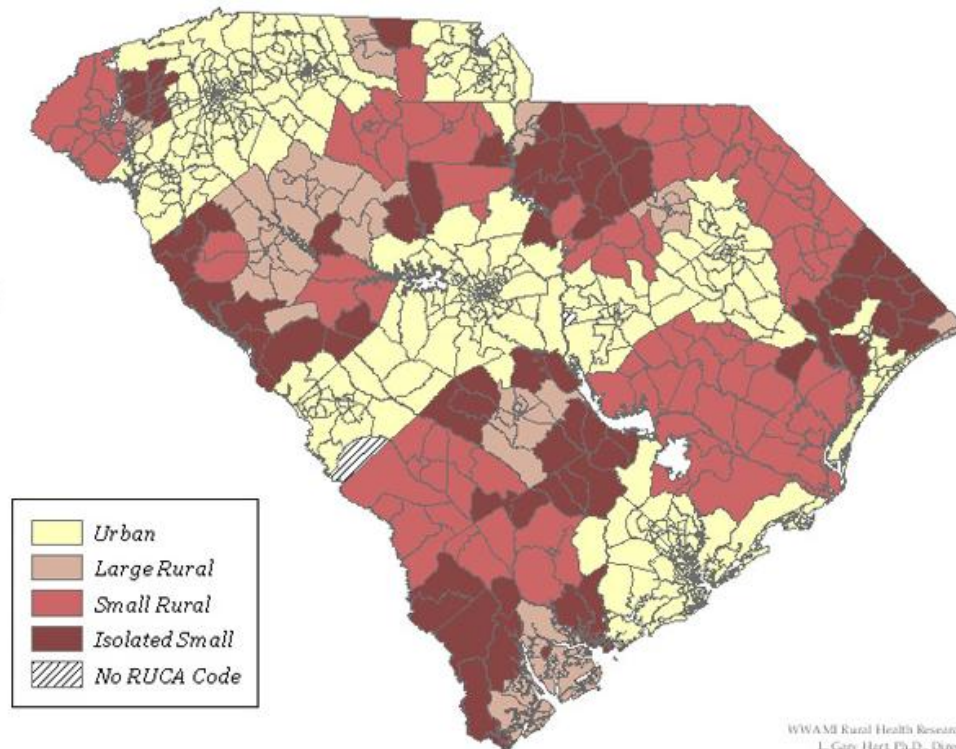 Urban
Large Rural
Small Rural
Isolated Small
No RUCA Code
WWAMI Rural Health Resear
L. Gary Hart Ph.D., Dire